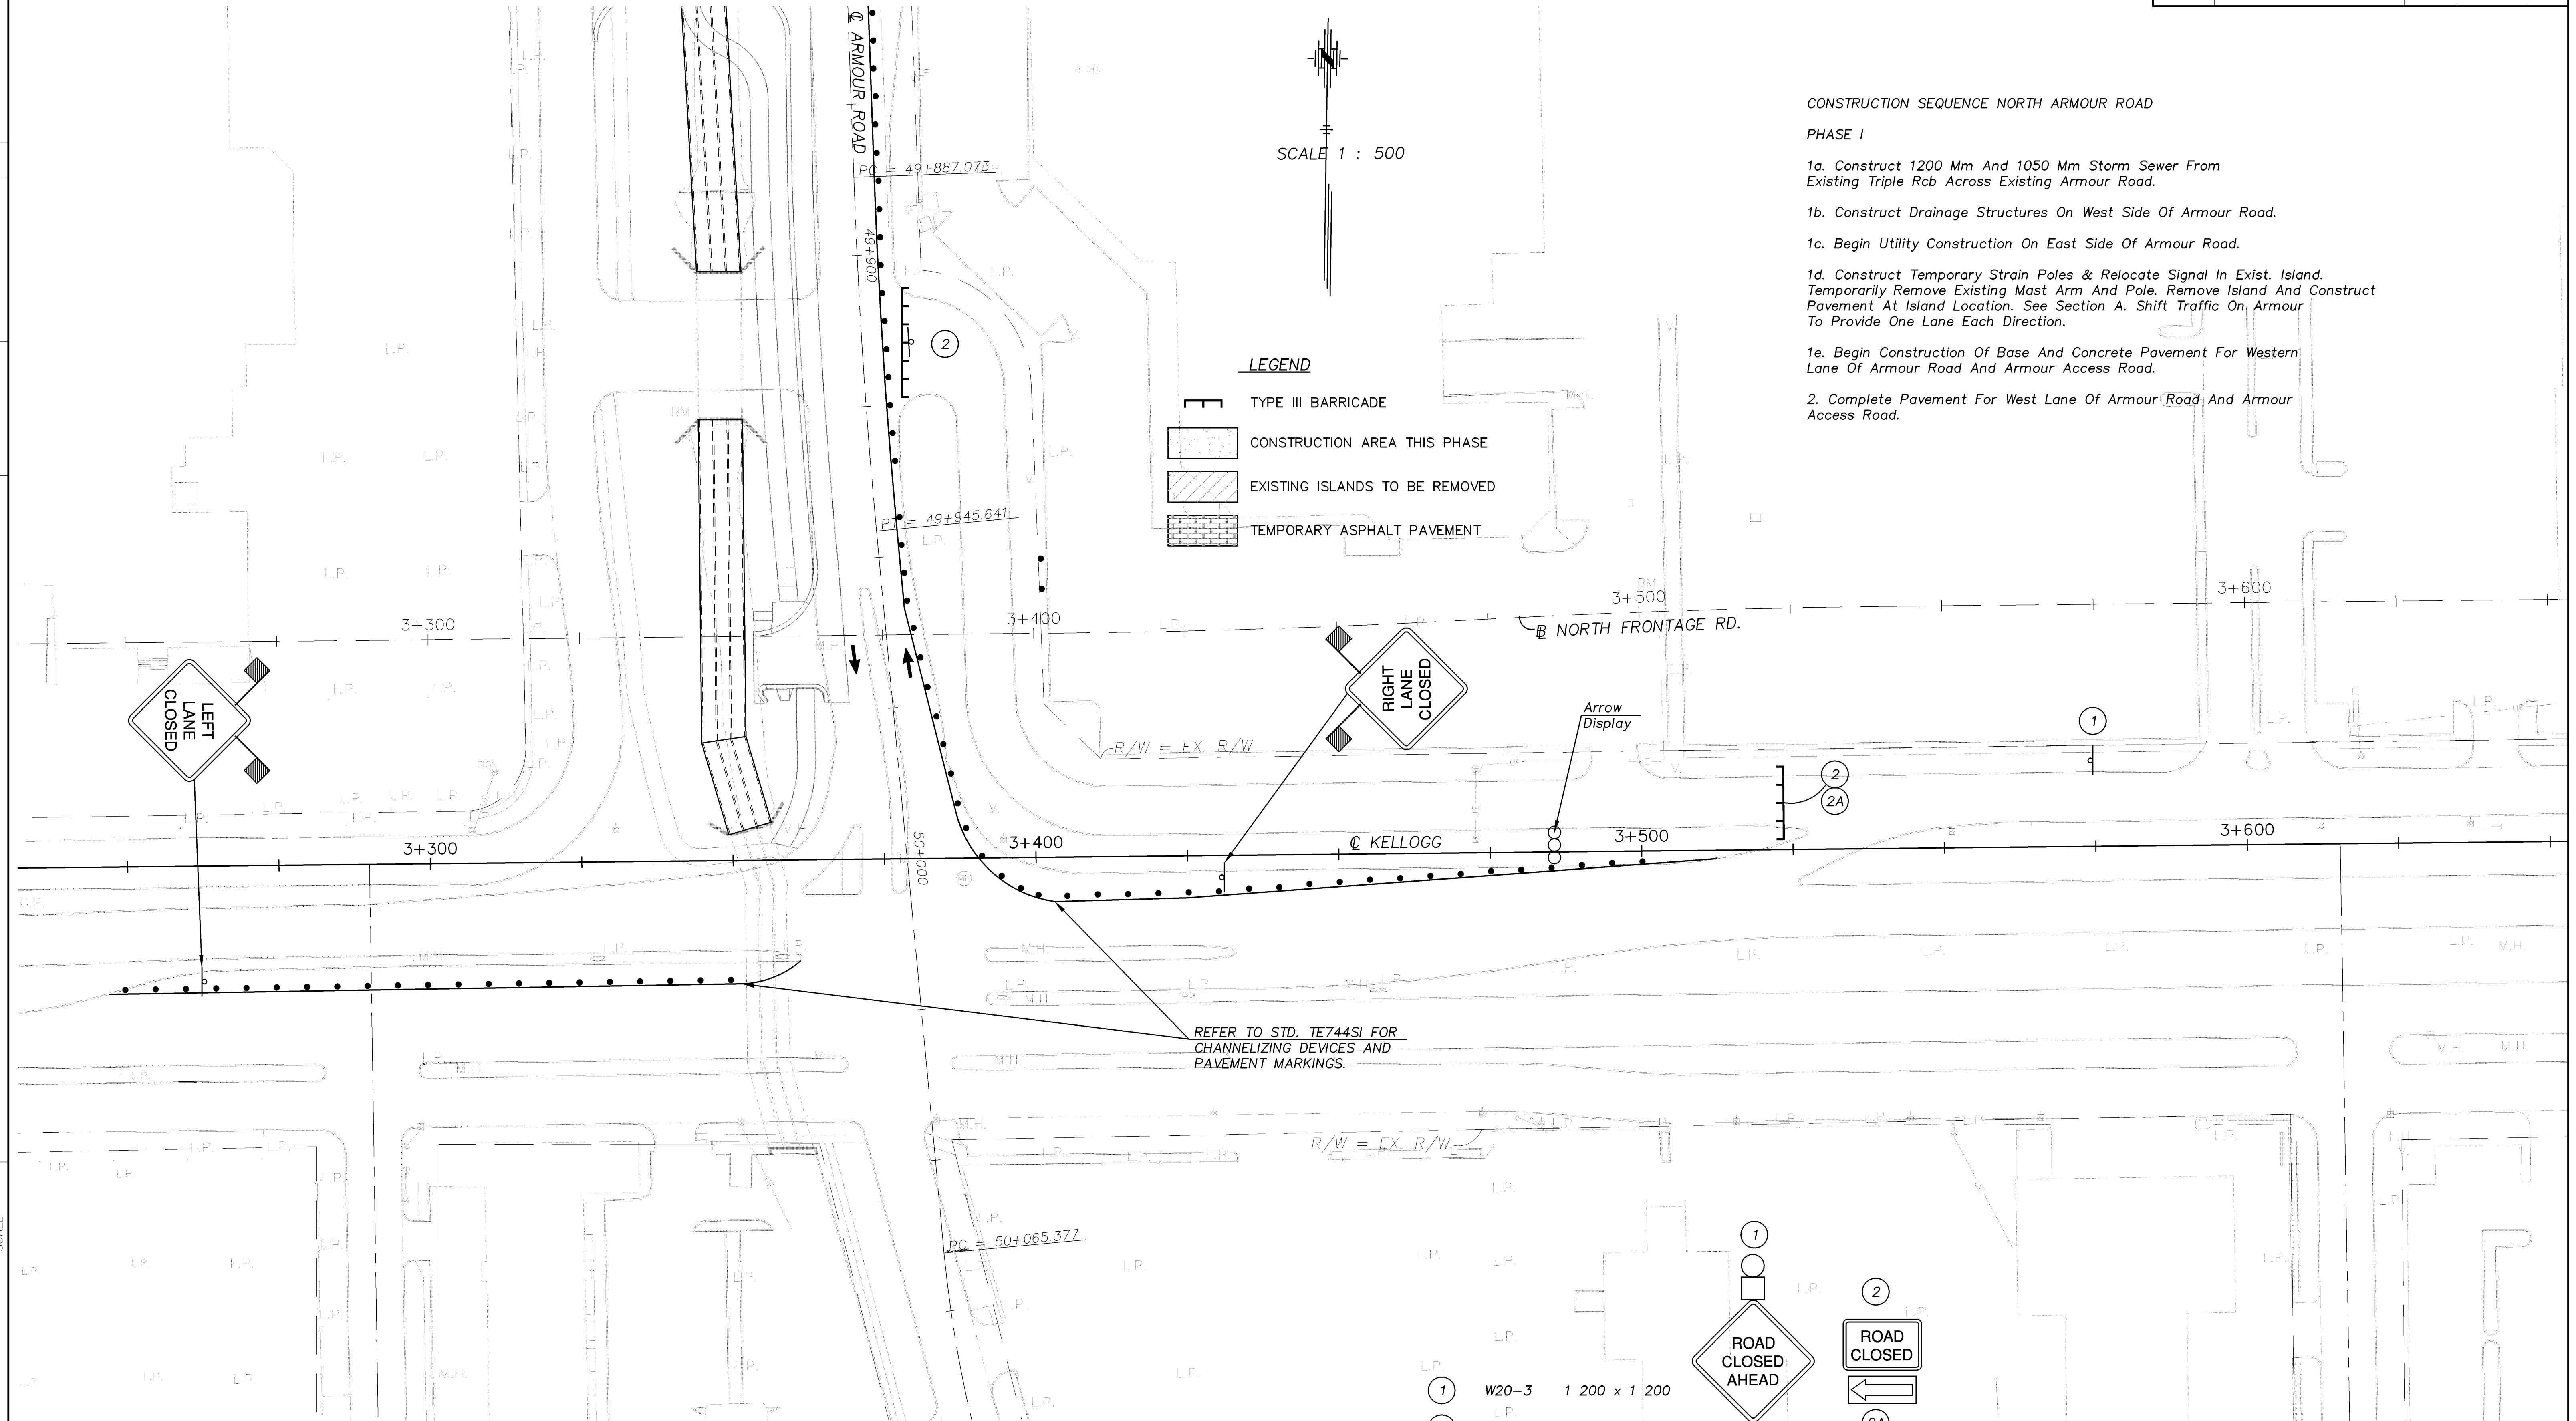 ℄ ARMOUR ROAD
PC = 49+887.073
49+900
PT = 49+945.641
50+000
PC = 50+065.377
N
SCALE 1 : 500
CONSTRUCTION SEQUENCE NORTH ARMOUR ROAD
PHASE I
1a. Construct 1200 Mm And 1050 Mm Storm Sewer From
Existing Triple Rcb Across Existing Armour Road.
1b. Construct Drainage Structures On West Side Of Armour Road.
1c. Begin Utility Construction On East Side Of Armour Road.
1d. Construct Temporary Strain Poles & Relocate Signal In Exist. Island.
Temporarily Remove Existing Mast Arm And Pole. Remove Island And Construct
Pavement At Island Location. See Section A. Shift Traffic On Armour
To Provide One Lane Each Direction.
1e. Begin Construction Of Base And Concrete Pavement For Western
Lane Of Armour Road And Armour Access Road.
2. Complete Pavement For West Lane Of Armour Road And Armour
Access Road.
2
LEGEND
TYPE III BARRICADE
CONSTRUCTION AREA THIS PHASE
EXISTING ISLANDS TO BE REMOVED
TEMPORARY ASPHALT PAVEMENT
3+300
3+400
3+500
3+600
BL NORTH FRONTAGE RD.
LEFT
LANE
CLOSED
RIGHT
LANE
CLOSED
Arrow
Display
1
R/W = EX. R/W
2
2A
3+300
3+400
℄ KELLOGG
3+500
3+600
REFER TO STD. TE744SI FOR
CHANNELIZING DEVICES AND
PAVEMENT MARKINGS.
R/W = EX. R/W
1
2
ROAD
CLOSED
AHEAD
ROAD
CLOSED
1 W20-3 1 200 x 1 200
2A